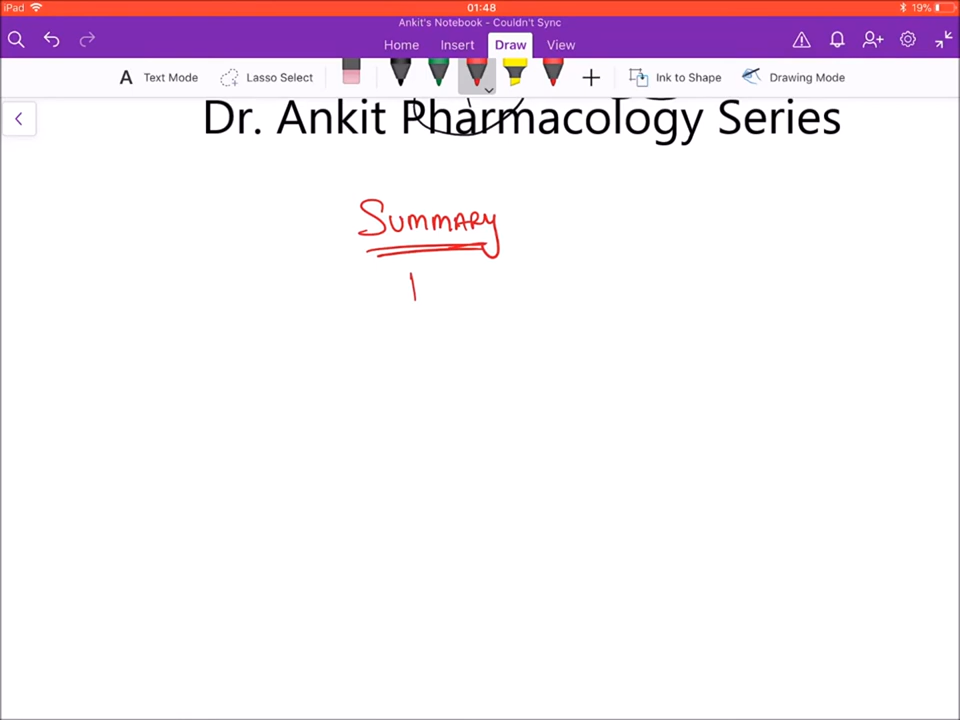 iPad 01:48 19%
Ankit's Notebook - Couldn't Sync
Home Insert Draw View
A Text Mode Lasso Select Ink to Shape Drawing Mode
Dr. Ankit Pharmacology Series
SUMMARY